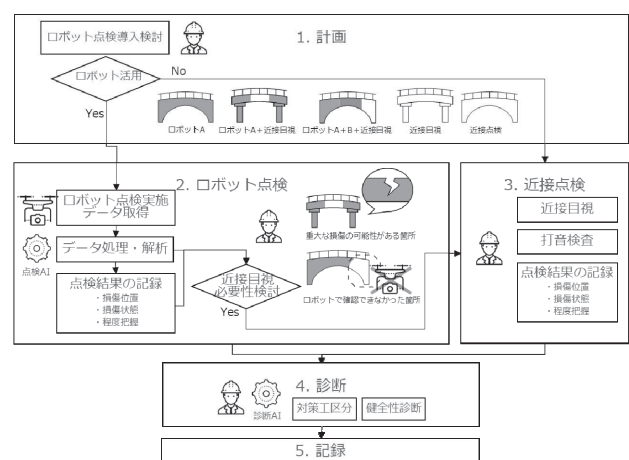 1. 計画
ロボット点検導入検討
ロボット活用
No
Yes
ロボットA
ロボットA+近接目視
ロボットA+B+近接目視
近接目視
近接点検
2. ロボット点検
ロボット点検実施
データ取得
データ処理・解析
点検AI
点検結果の記録
・損傷位置
・損傷状態
・程度把握
近接目視
必要性検討
Yes
重大な損傷の可能性がある箇所
ロボットで確認できなかった箇所
3. 近接点検
近接目視
打音検査
点検結果の記録
・損傷位置
・損傷状態
・程度把握
4. 診断
診断AI
対策工区分
健全性診断
5. 記録